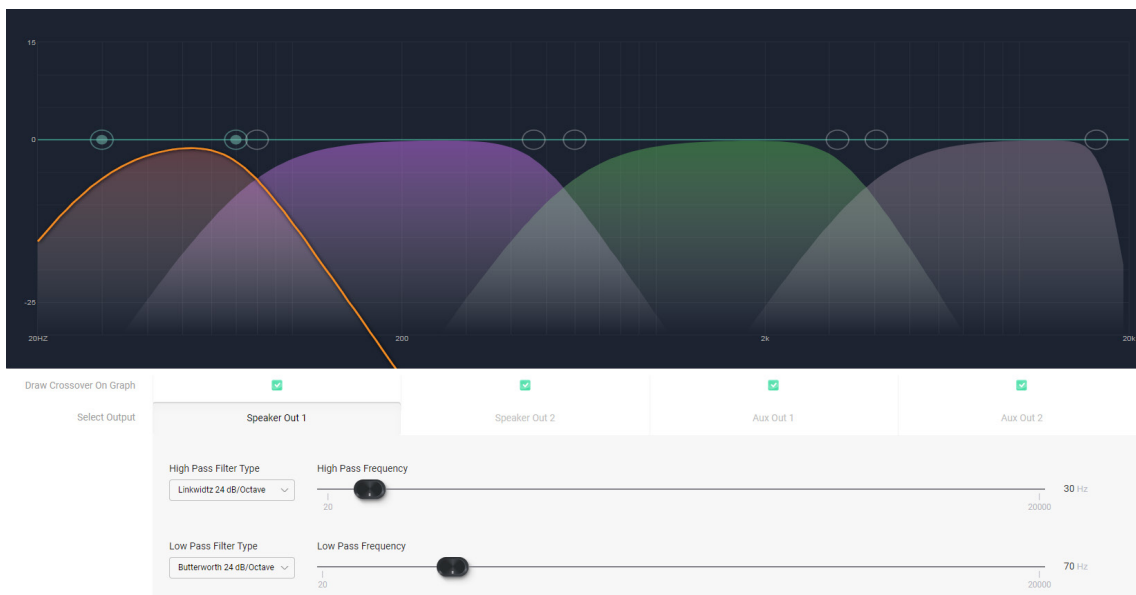 15
0
-25
20HZ 200 2k 20k
Draw Crossover On Graph
Select Output Speaker Out 1 Speaker Out 2 Aux Out 1 Aux Out 2
High Pass Filter Type High Pass Frequency
Linkwidtz 24 dB/Octave 30 Hz
20 20000
Low Pass Filter Type Low Pass Frequency
Butterworth 24 dB/Octave 70 Hz
20 20000